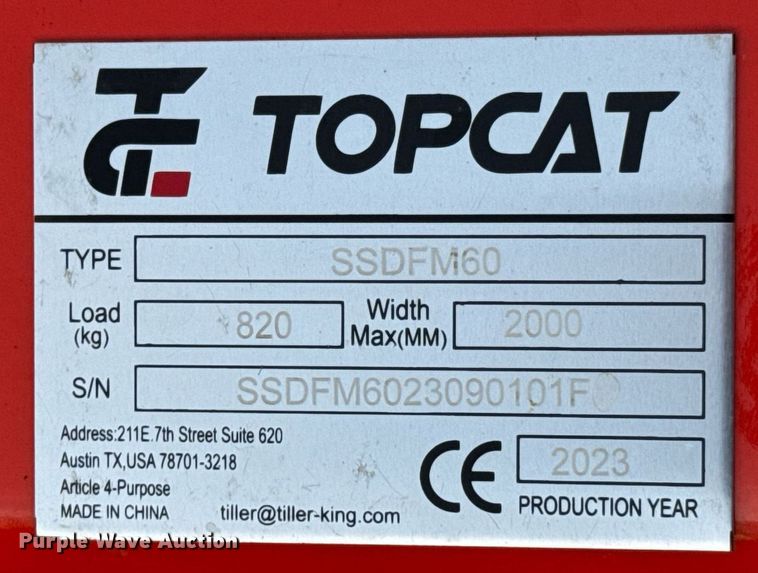 TOPCAT
TYPE SSDFM60
Load (kg) 820 Width Max(MM) 2000
S/N SSDFM6023090101F
Address:211E.7th Street Suite 620
Austin TX,USA 78701-3218
Article 4-Purpose
MADE IN CHINA tiller@tiller-king.com
CE 2023
PRODUCTION YEAR
Purple Wave Auction